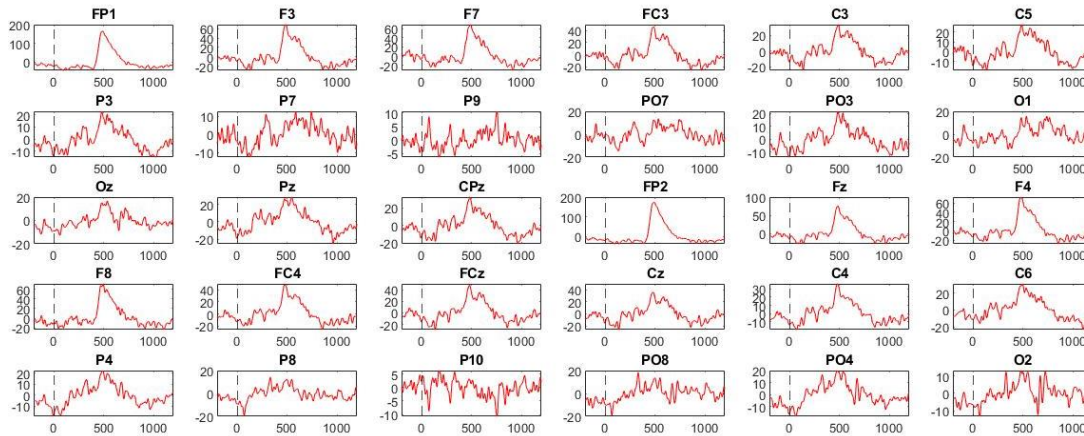 FP1 F3 F7 FC3 C3 C5
200 100 0 60 40 20 0 -20 60 40 20 0 -20 40 20 0 -20 20 0 -20 20 10 0 -10
0 500 1000 0 500 1000 0 500 1000 0 500 1000 0 500 1000 0 500 1000
P3 P7 P9 PO7 PO3 O1
20 10 0 -10 10 0 -10 10 5 0 -5 20 0 -20 20 10 0 -10 20 0 -20
0 500 1000 0 500 1000 0 500 1000 0 500 1000 0 500 1000 0 500 1000
Oz Pz CPz FP2 Fz F4
20 0 -20 20 10 0 -10 20 0 -20 200 100 0 100 50 0 60 40 20 0 -20
0 500 1000 0 500 1000 0 500 1000 0 500 1000 0 500 1000 0 500 1000
F8 FC4 FCz Cz C4 C6
60 40 20 0 -20 40 20 0 -20 40 20 0 -20 40 20 0 -20 30 20 10 0 -10 20 0 -20
0 500 1000 0 500 1000 0 500 1000 0 500 1000 0 500 1000 0 500 1000
P4 P8 P10 PO8 PO4 O2
20 10 0 -10 20 0 -20 5 0 -5 -10 20 0 -20 20 10 0 -10 10 0 -10
0 500 1000 0 500 1000 0 500 1000 0 500 1000 0 500 1000 0 500 1000